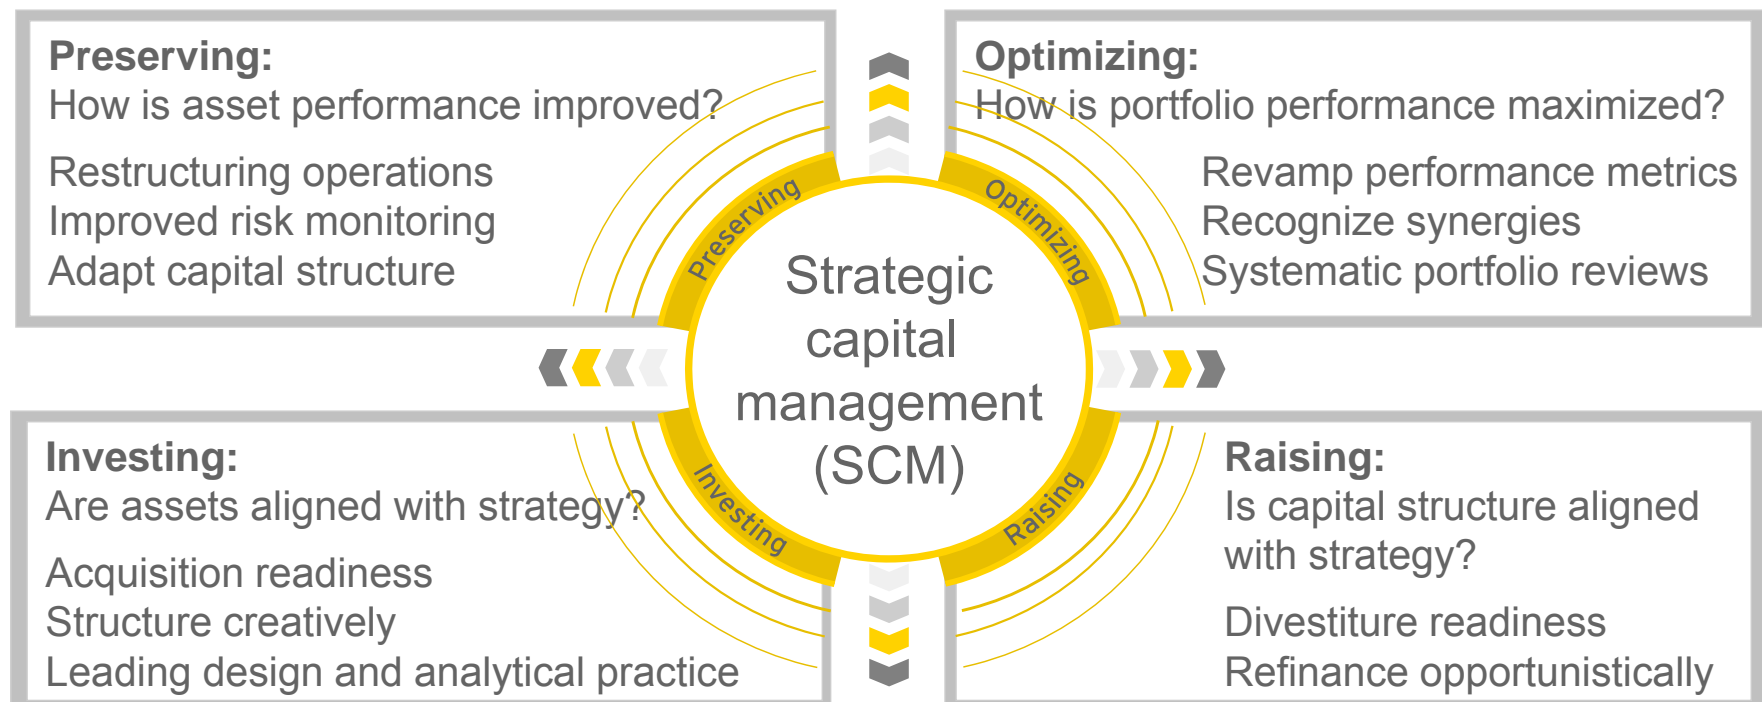 Preserving:
How is asset performance improved?
Restructuring operations
Improved risk monitoring
Adapt capital structure
Optimizing:
How is portfolio performance maximized?
Revamp performance metrics
Recognize synergies
Systematic portfolio reviews
Preserving
Optimizing
Strategic
capital
management
(SCM)
Investing
Raising
Investing:
Are assets aligned with strategy?
Acquisition readiness
Structure creatively
Leading design and analytical practice
Raising:
Is capital structure aligned
with strategy?
Divestiture readiness
Refinance opportunistically